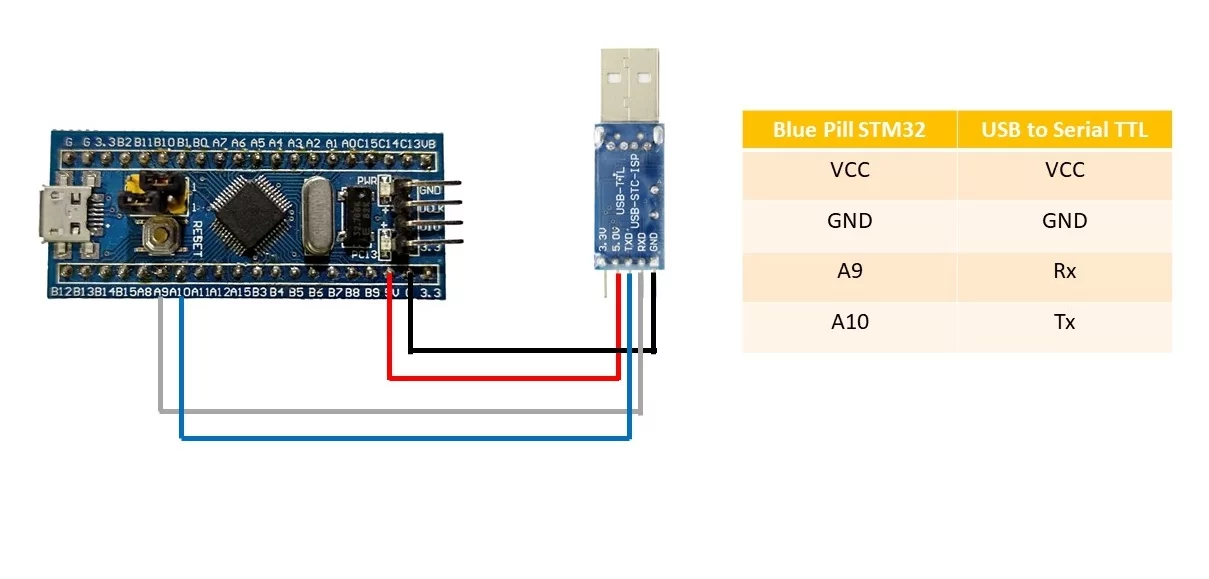 G G 3.3 B2 B11 B10 B1 B0 A7 A6 A5 A4 A3 A2 A1 A0 C15 C14 C13 VB
PWR
GND
3.3
1
1
RESET
PC13
B12 B13 B14 B15 A8 A9 A10 A11 A12 A15 B3 B4 B5 B6 B7 B8 B9 5V G 3.3
USB-TTL
USB-STC-ISP
3.3V
5.0V
TXD
RXD
GND
Blue Pill STM32 USB to Serial TTL
VCC VCC
GND GND
A9 Rx
A10 Tx